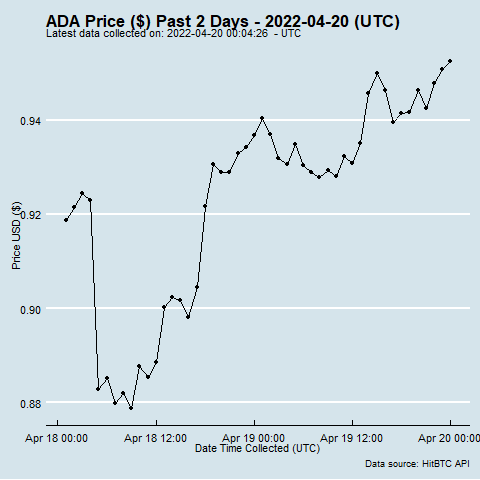 ADA Price ($) Past 2 Days - 2022-04-20 (UTC)
Latest data collected on: 2022-04-20 00:04:26 - UTC
0.94
0.92
0.90
0.88
Price USD ($)
Apr 18 00:00
Apr 18 12:00
Apr 19 00:00
Apr 19 12:00
Apr 20 00:00
Date Time Collected (UTC)
Data source: HitBTC API